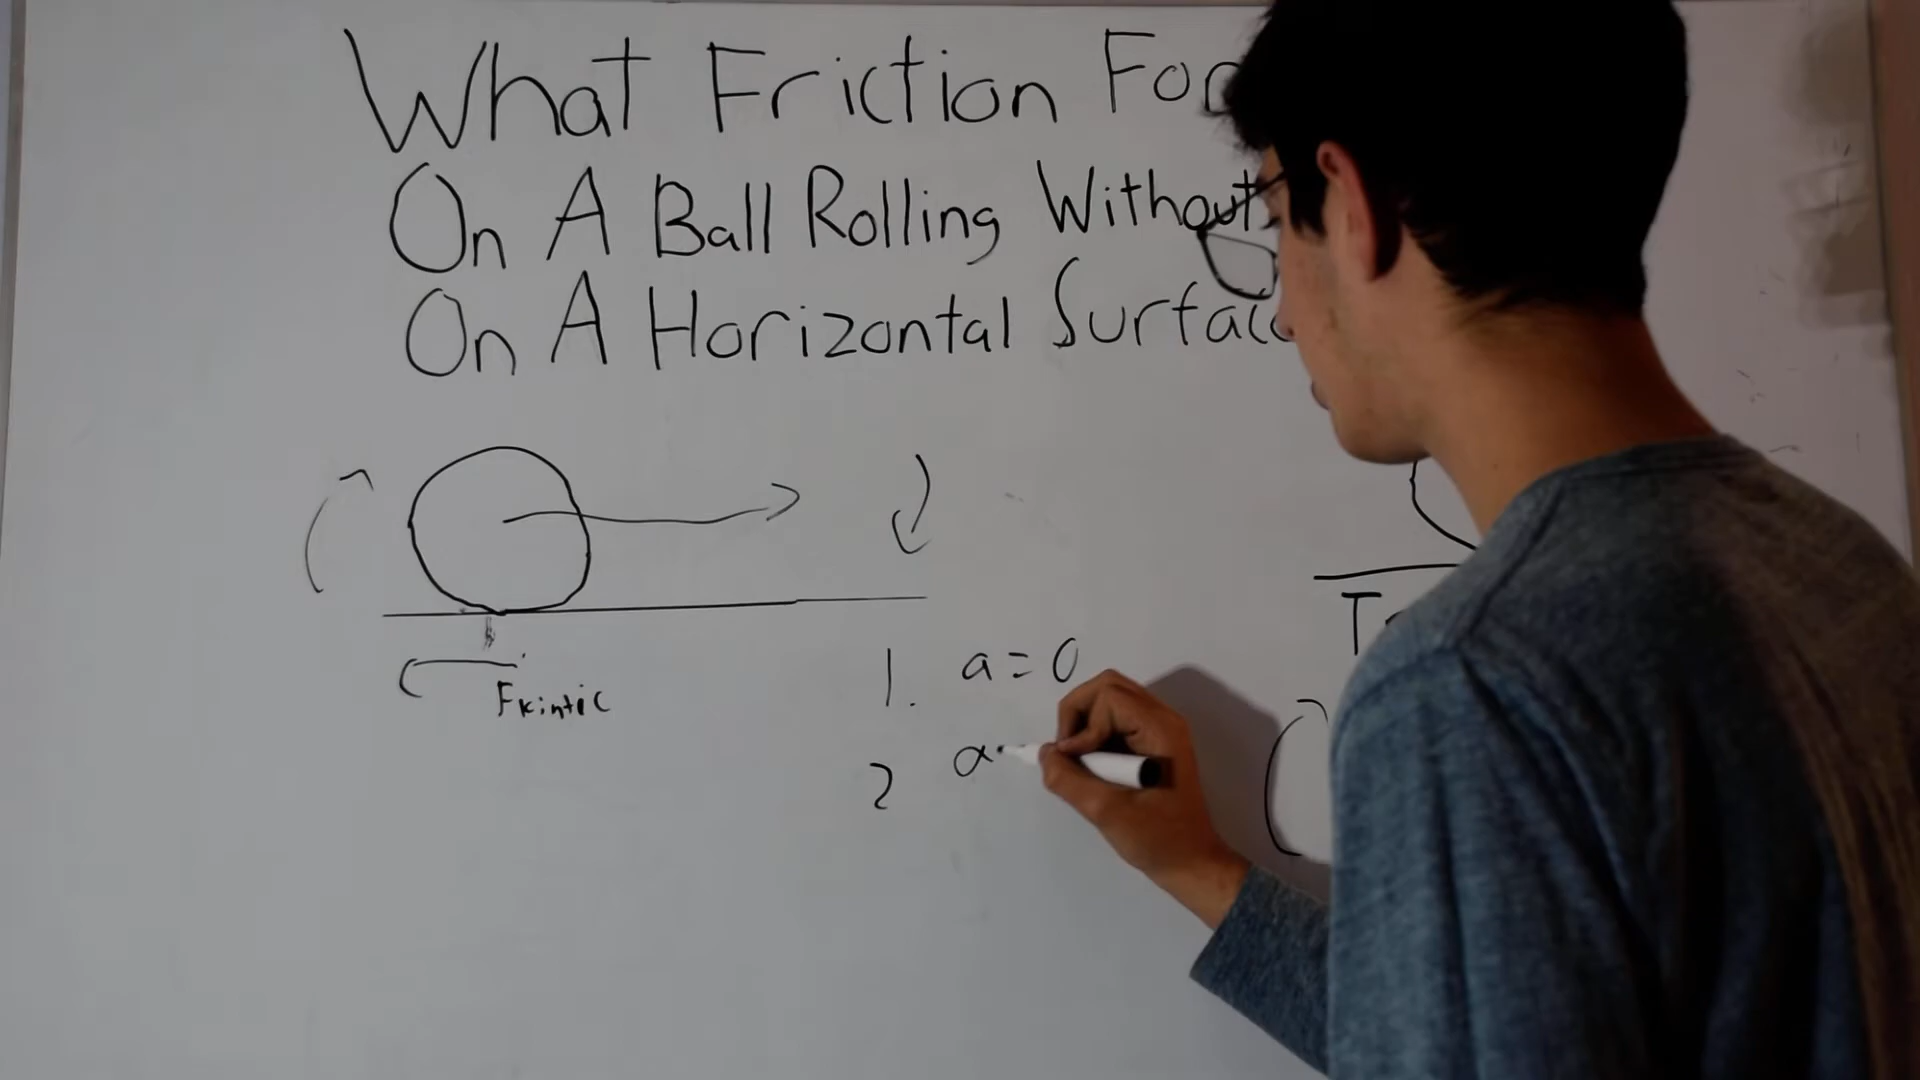 What Friction For
On A Ball Rolling Without
On A Horizontal Surfac
Fkintic
1. a=0
2 α
T